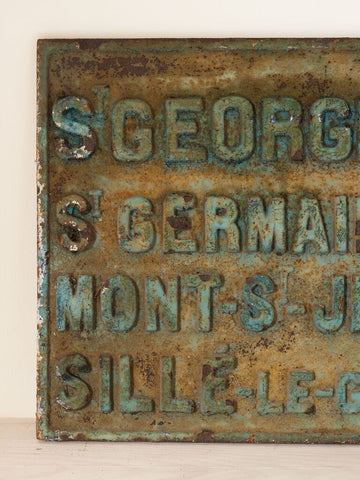 ST GEORG
ST GERMAI
MONT-ST-J
SILLÉ-LE-G